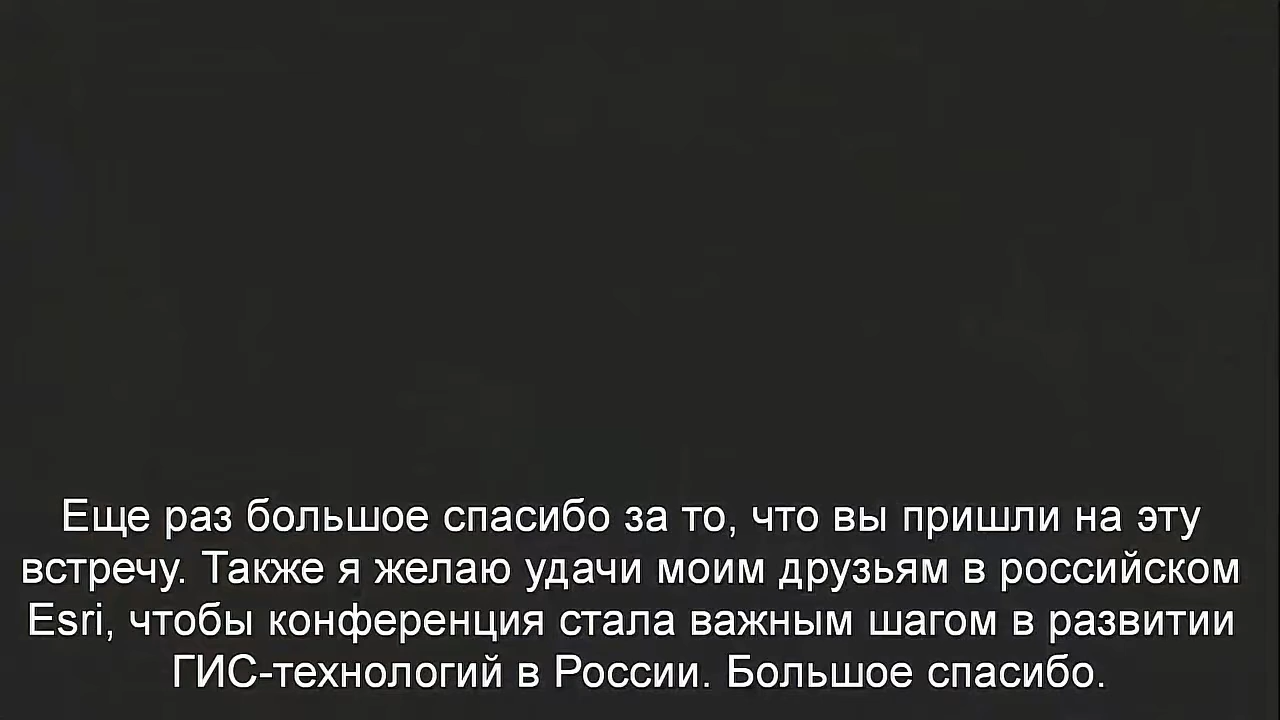 Еще раз большое спасибо за то, что вы пришли на эту
встречу. Также я желаю удачи моим друзьям в российском
Esri, чтобы конференция стала важным шагом в развитии
ГИС-технологий в России. Большое спасибо.